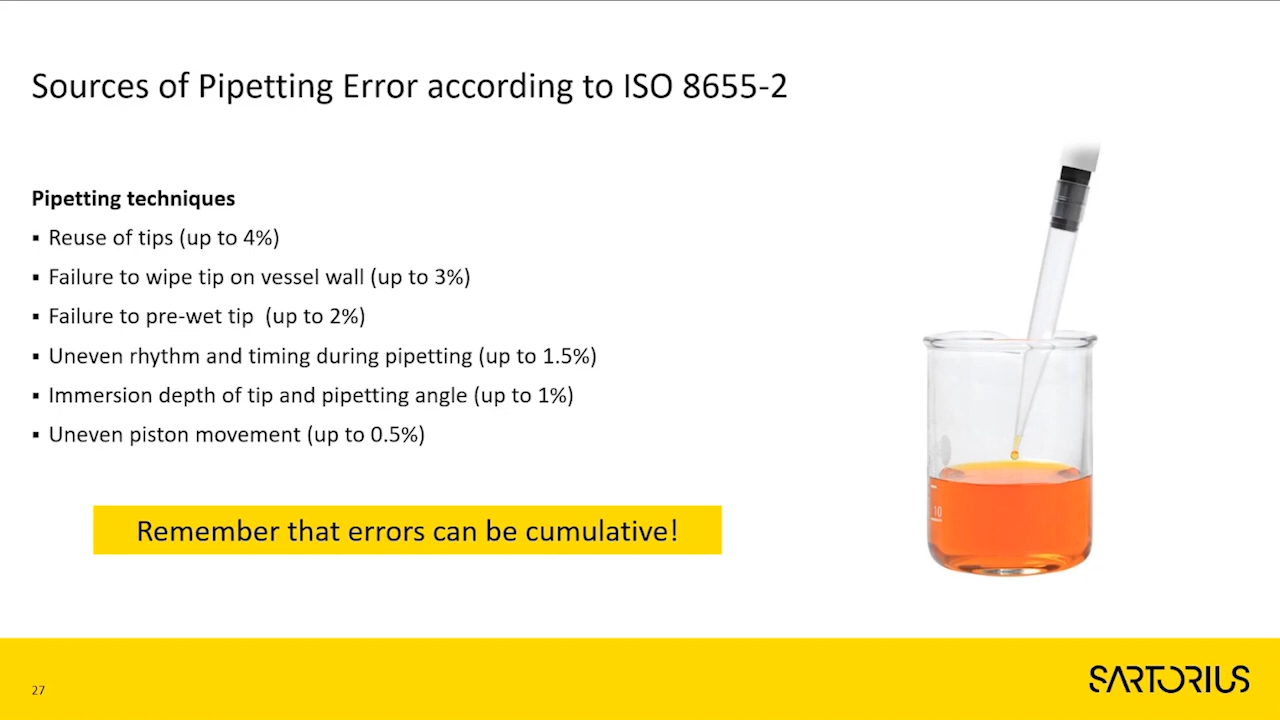 Sources of Pipetting Error according to ISO 8655-2
Pipetting techniques
▪ Reuse of tips (up to 4%)
▪ Failure to wipe tip on vessel wall (up to 3%)
▪ Failure to pre-wet tip  (up to 2%)
▪ Uneven rhythm and timing during pipetting (up to 1.5%)
▪ Immersion depth of tip and pipetting angle (up to 1%)
▪ Uneven piston movement (up to 0.5%)
10
Remember that errors can be cumulative!
27
SARTORIUS